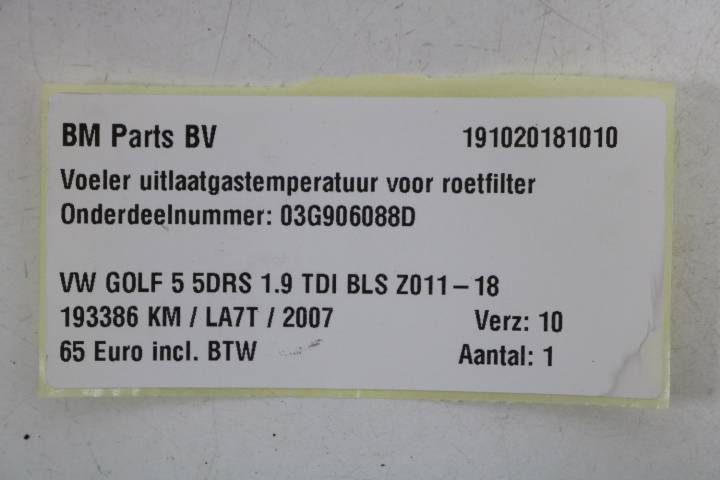 BM Parts BV 191020181010
Voeler uitlaatgastemperatuur voor roetfilter
Onderdeelnummer: 03G906088D
VW GOLF 5 5DRS 1.9 TDI BLS Z011-18
193386 KM / LA7T / 2007 Verz: 10
65 Euro incl. BTW Aantal: 1